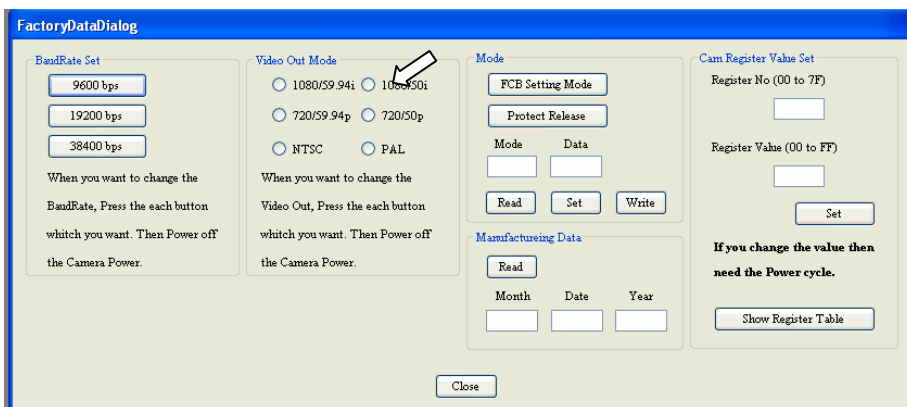 FactoryDataDialog
BaudRate Set
9600 bps
19200 bps
38400 bps
When you want to change the
BaudRate, Press the each button
whitch you want. Then Power off
the Camera Power.
Video Out Mode
1080/59.94i 1080/50i
720/59.94p 720/50p
NTSC PAL
When you want to change the
Video Out, Press the each button
whitch you want. Then Power off
the Camera Power.
Mode
FCB Setting Mode
Protect Release
Mode Data
Read Set Write
Manufactureing Data
Read
Month Date Year
Cam Register Value Set
Register No (00 to 7F)
Register Value (00 to FF)
Set
If you change the value then
need the Power cycle.
Show Register Table
Close